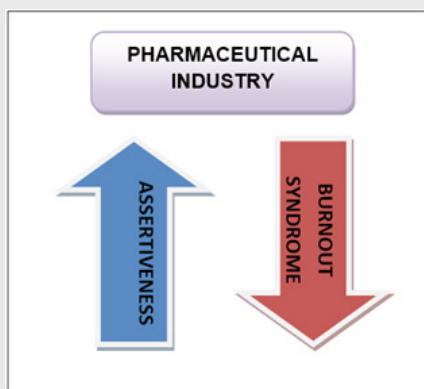 PHARMACEUTICAL
INDUSTRY
ASSERTIVENESS
BURNOUT
SYNDROME